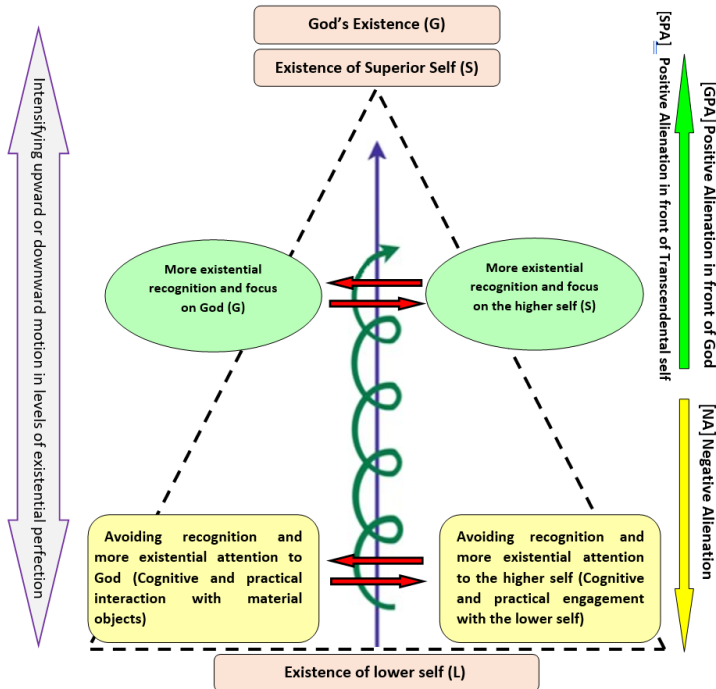 God's Existence (G)
Existence of Superior Self (S)
Intensifying upward or downward motion in levels of existential perfection
More existential
recognition and focus
on God (G)
More existential
recognition and focus
on the higher self (S)
[SPA] Positive Alienation in front of Transcendental self
[GPA] Positive Alienation in front of God
[NA] Negative Alienation
Avoiding recognition and
more existential attention to
God (Cognitive and practical
interaction with material
objects)
Avoiding recognition and
more existential attention
to the higher self (Cognitive
and practical engagement
with the lower self)
Existence of lower self (L)